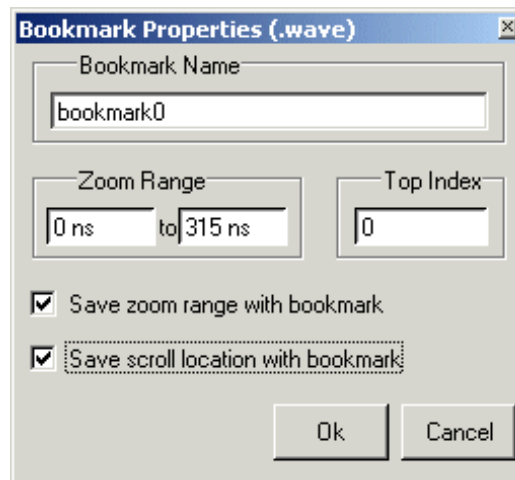 Bookmark Properties (.wave)
Bookmark Name
bookmark0
Zoom Range
Top Index
0 ns to 315 ns
0
Save zoom range with bookmark
Save scroll location with bookmark
Ok
Cancel